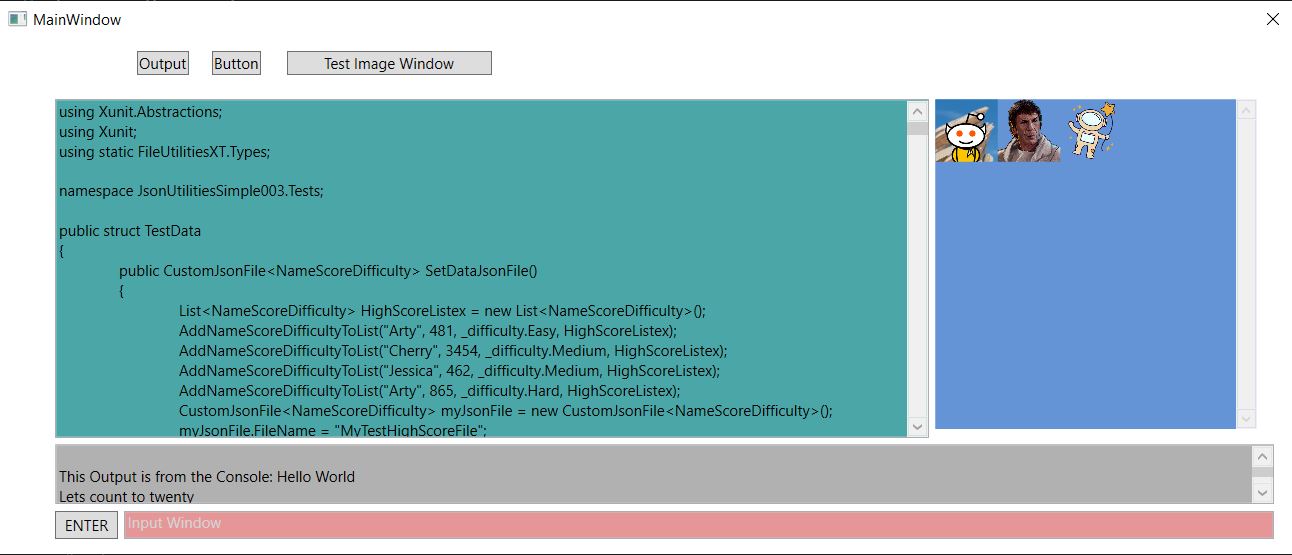 MainWindow
Output
Button
Test Image Window
using Xunit.Abstractions;
using Xunit;
using static FileUtilitiesXT.Types;
namespace JsonUtilitiesSimple003.Tests;
public struct TestData
{
public CustomJsonFile<NameScoreDifficulty> SetDataJsonFile()
{
List<NameScoreDifficulty> HighScoreListex = new List<NameScoreDifficulty>();
AddNameScoreDifficultyToList("Arty", 481, _difficulty.Easy, HighScoreListex);
AddNameScoreDifficultyToList("Cherry", 3454, _difficulty.Medium, HighScoreListex);
AddNameScoreDifficultyToList("Jessica", 462, _difficulty.Medium, HighScoreListex);
AddNameScoreDifficultyToList("Arty", 865, _difficulty.Hard, HighScoreListex);
CustomJsonFile<NameScoreDifficulty> myJsonFile = new CustomJsonFile<NameScoreDifficulty>();
myJsonFile.FileName = "MyTestHighScoreFile";
This Output is from the Console: Hello World
Lets count to twenty
ENTER
Input Window